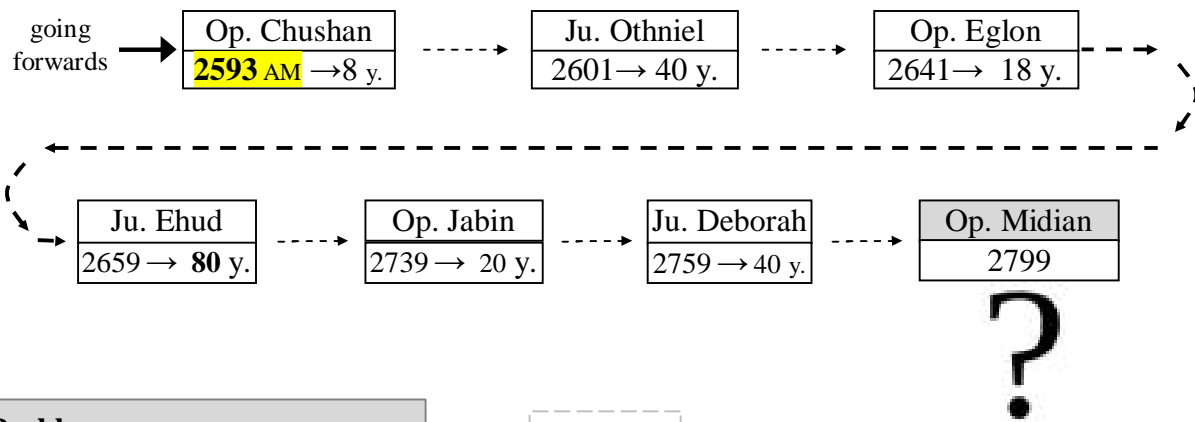 going
forwards
Op. Chushan
2593 AM →8 y.
Ju. Othniel
2601→ 40 y.
Op. Eglon
2641→ 18 y.
Ju. Ehud
2659 → 80 y.
Op. Jabin
2739 → 20 y.
Ju. Deborah
2759 → 40 y.
Op. Midian
2799
?